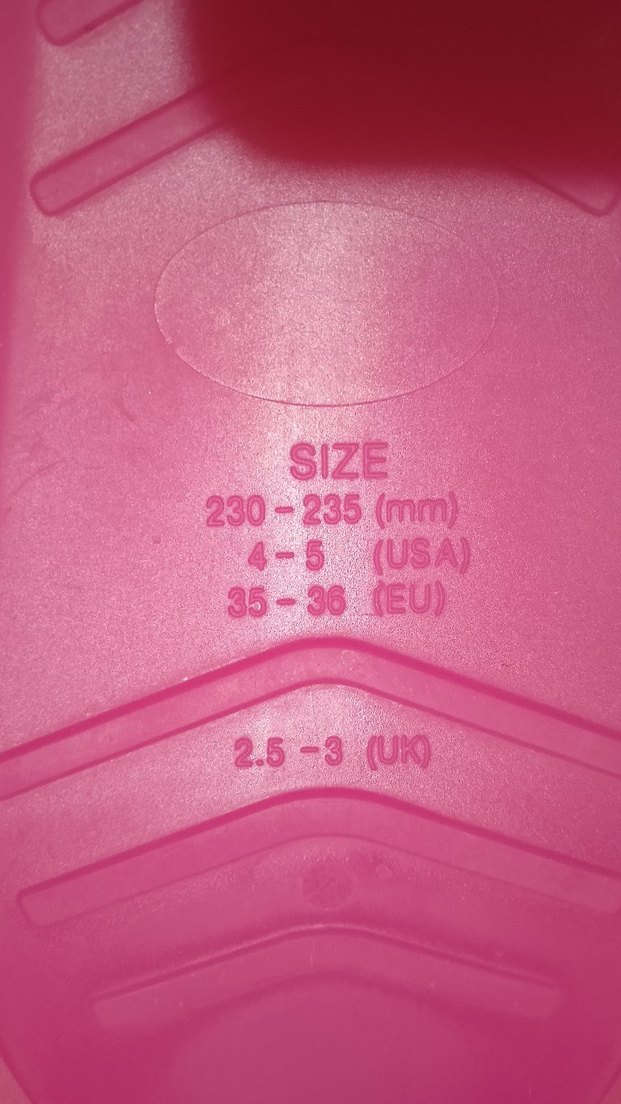 SIZE
230 - 235 (mm)
4 - 5 (USA)
35 - 36 (EU)
2.5 - 3 (UK)